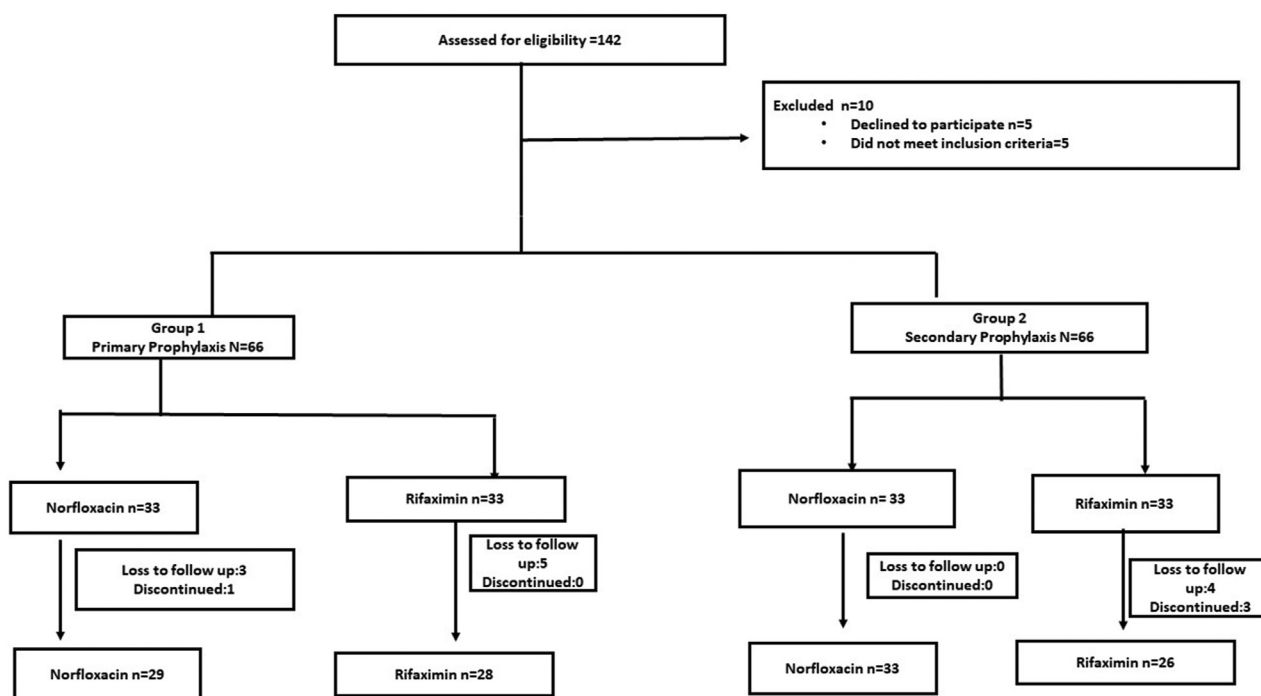 Assessed for eligibility =142
Excluded n=10
• Declined to participate n=5
• Did not meet inclusion criteria=5
Group 1
Primary Prophylaxis N=66
Group 2
Secondary Prophylaxis N=66
Norfloxacin n=33
Rifaximin n=33
Norfloxacin n= 33
Rifaximin n=33
Loss to follow up:3
Discontinued:1
Loss to follow
up:5
Discontinued:0
Loss to follow up:0
Discontinued:0
Loss to follow
up:4
Discontinued:3
Norfloxacin n=29
Rifaximin n=28
Norfloxacin n=33
Rifaximin n=26